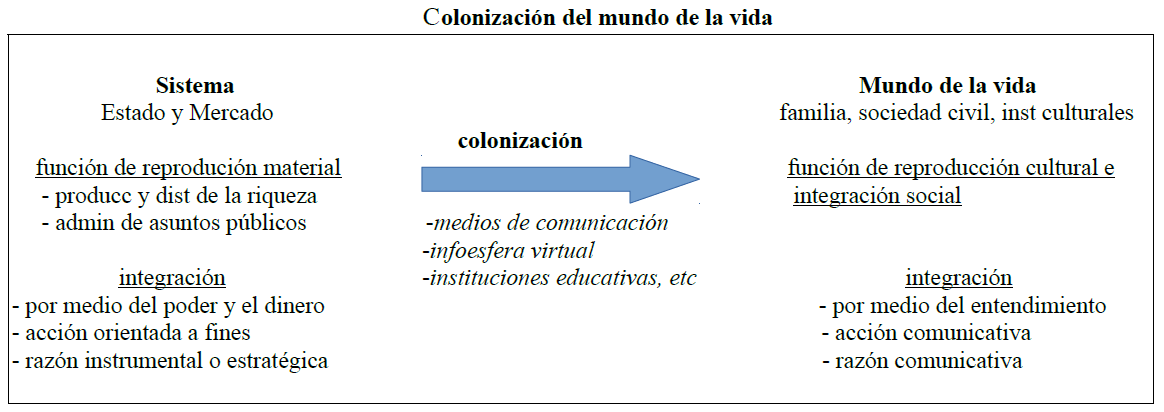 Colonización del mundo de la vida
Sistema
Estado y Mercado
función de reprodución material
- producc y dist de la riqueza
- admin de asuntos públicos
integración
- por medio del poder y el dinero
- acción orientada a fines
- razón instrumental o estratégica
colonización
-medios de comunicación
-infoesfera virtual
-instituciones educativas, etc
Mundo de la vida
familia, sociedad civil, inst culturales
función de reproducción cultural e
integración social
integración
- por medio del entendimiento
- acción comunicativa
- razón comunicativa